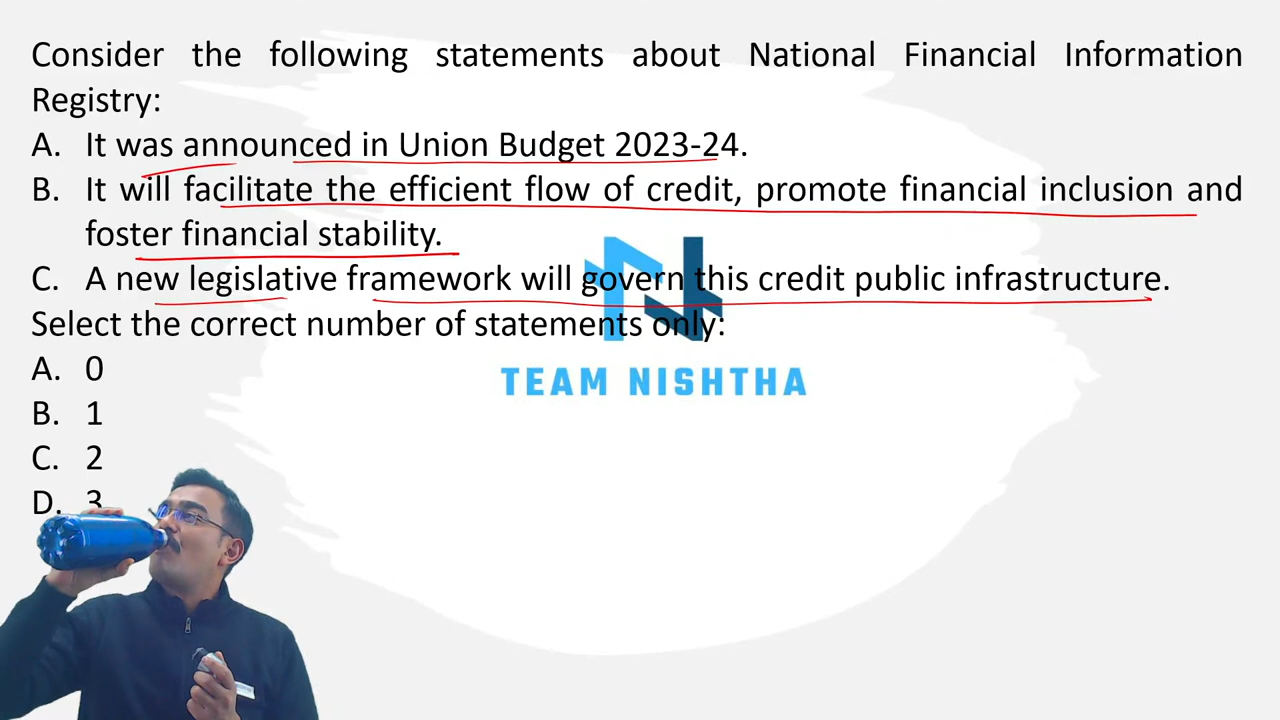 Consider the following statements about National Financial Information
Registry:
A. It was announced in Union Budget 2023-24.
B. It will facilitate the efficient flow of credit, promote financial inclusion and
foster financial stability.
C. A new legislative framework will govern this credit public infrastructure.
Select the correct number of statements only:
A. 0
TEAM NISHTHA
B. 1
C. 2
D. 3